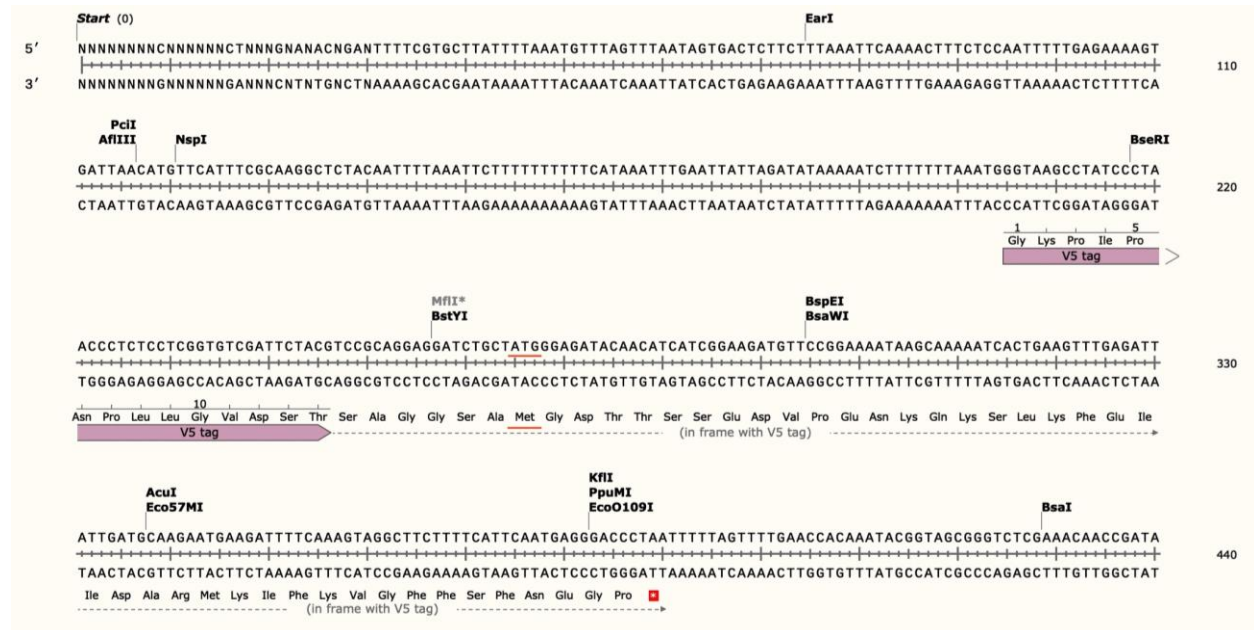 Start (0)
EarI
5' NNNNNNNNCNNNNNNCTNNNGNANACNGANTTTTCGTGCTTATTTTAAATGTTTAGTTTAATAGTGACTCTTCTTTAAATTCAAAACTTTCTCCAATTTTTGAGAAAAGT
110
3' NNNNNNNNGNNNNNNGANNNCNTNTGNCTNAAAAGCACGAATAAAATTTACAAATCAAATTATCACTGAGAAGAAATTTAAGTTTTGAAAGAGGTTAAAAACTCTTTTCA
PciI
AflIII NspI BseRI
GATTAACATGTTCATTTCGCAAGGCTCTACAATTTTAAATTCTTTTTTTTTTTCATAAATTTGAATTATTAGATATAAAAATCTTTTTTTAAATGGGTAAGCCTATCCCTA
220
CTAATTGTACAAGTAAAGCGTTCCGAGATGTTAAAATTTAAGAAAAAAAAAAAGTATTTAAACTTAATAATCTATATTTTTAGAAAAAAATTTACCCATTCGGATAGGGAT
1 5
Gly Lys Pro Ile Pro
V5 tag
MflI*
BstYI
BspEI
BsaWI
ACCCTCTCCTCGGTGTCGATTCTACGTCCGCAGGAGGATCTGCTATGGGAGATACAACATCATCGGAAGATGTTCCGGAAAATAAGCAAAAATCACTGAAGTTTGAGATT
330
TGGGAGAGGAGCCACAGCTAAGATGCAGGCGTCCTCCTAGACGATACCCTCTATGTTGTAGTAGCCTTCTACAAGGCCTTTTATTCGTTTTTAGTGACTTCAAACTCTAA
10
Asn Pro Leu Leu Gly Val Asp Ser Thr Ser Ala Gly Gly Ser Ala Met Gly Asp Thr Thr Ser Ser Glu Asp Val Pro Glu Asn Lys Gln Lys Ser Leu Lys Phe Glu Ile
V5 tag (in frame with V5 tag)
AcuI
Eco57MI
KflI
PpuMI
EcoO109I
BsaI
ATTGATGCAAGAATGAAGATTTTCAAAGTAGGCTTCTTTTCATTCAATGAGGGACCCTAATTTTTAGTTTTGAACCACAAATACGGTAGCGGGTCTCGAAACAACCGATA
440
TAACTACGTTCTTACTTCTAAAAGTTTCATCCGAAGAAAAGTAAGTTACTCCCTGGGATTAAAAATCAAAACTTGGTGTTTATGCCATCGCCCAGAGCTTTGTTGGCTAT
Ile Asp Ala Arg Met Lys Ile Phe Lys Val Gly Phe Phe Ser Phe Asn Glu Gly Pro *
(in frame with V5 tag)